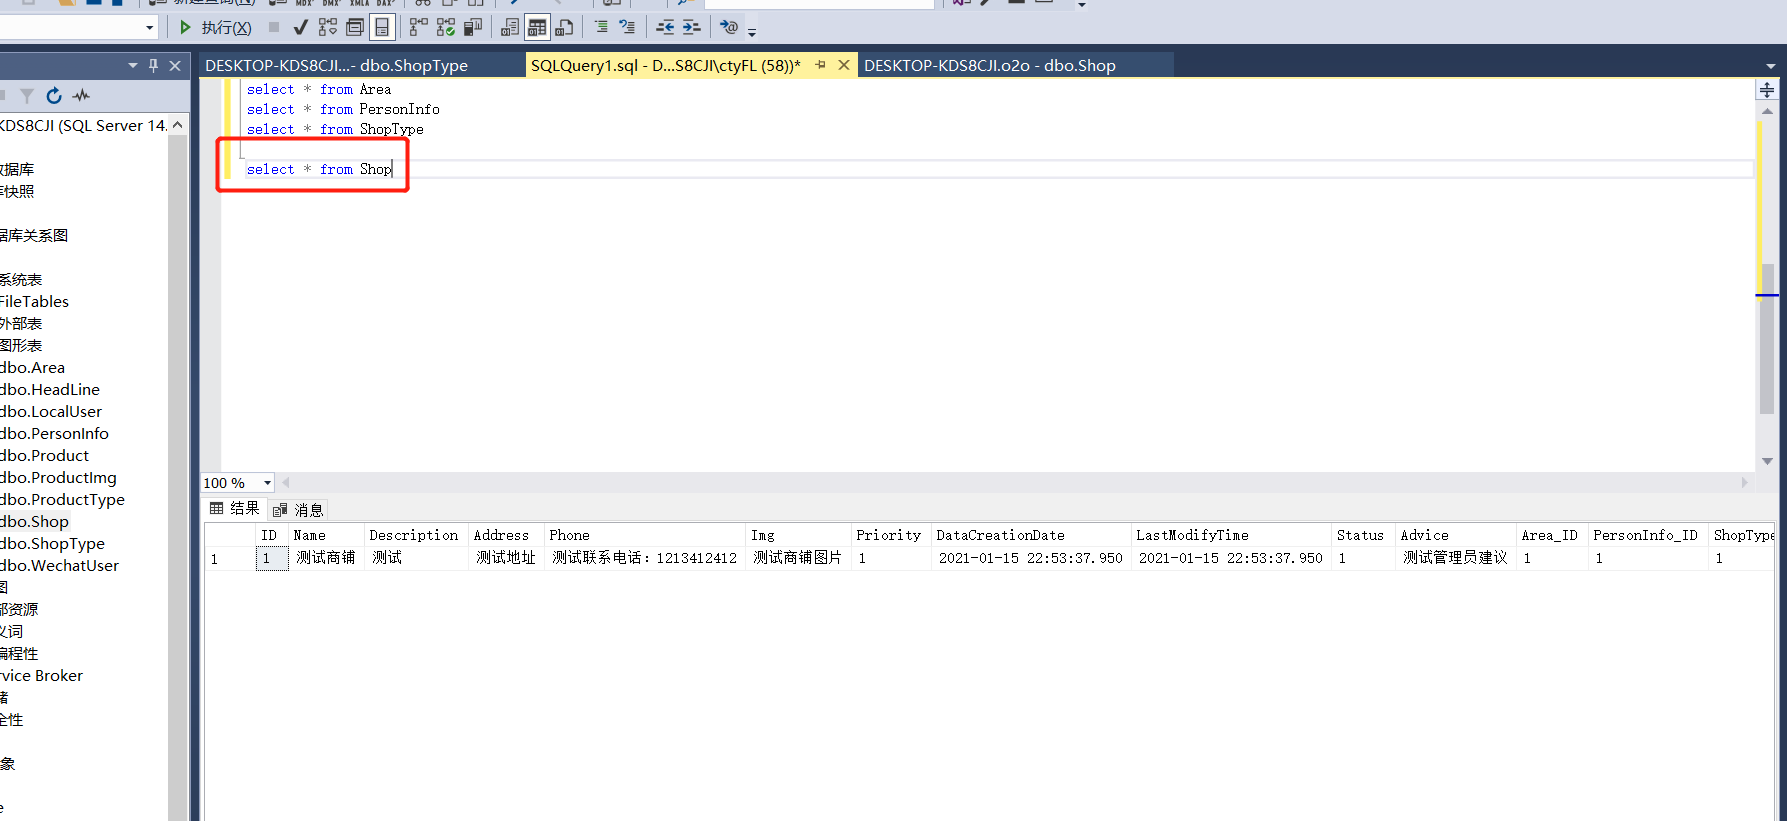 新建查询(N)
执行(X)
DESKTOP-KDS8CJI...- dbo.ShopType
SQLQuery1.sql - D...S8CJI\ctyFL (58))*
DESKTOP-KDS8CJI.o2o - dbo.Shop
select * from Area
select * from PersonInfo
select * from ShopType
select * from Shop
KDS8CJI (SQL Server 14.
数据库
库快照
据库关系图
系统表
FileTables
外部表
图形表
dbo.Area
dbo.HeadLine
dbo.LocalUser
dbo.PersonInfo
dbo.Product
dbo.ProductImg
dbo.ProductType
dbo.Shop
dbo.ShopType
dbo.WechatUser
图
部资源
义词
编程性
rvice Broker
储
全性
象
e
100 %
结果 消息
ID Name Description Address Phone Img Priority DataCreationDate LastModifyTime Status Advice Area_ID PersonInfo_ID ShopType
1 1 测试商铺 测试 测试地址 测试联系电话：1213412412 测试商铺图片 1 2021-01-15 22:53:37.950 2021-01-15 22:53:37.950 1 测试管理员建议 1 1 1